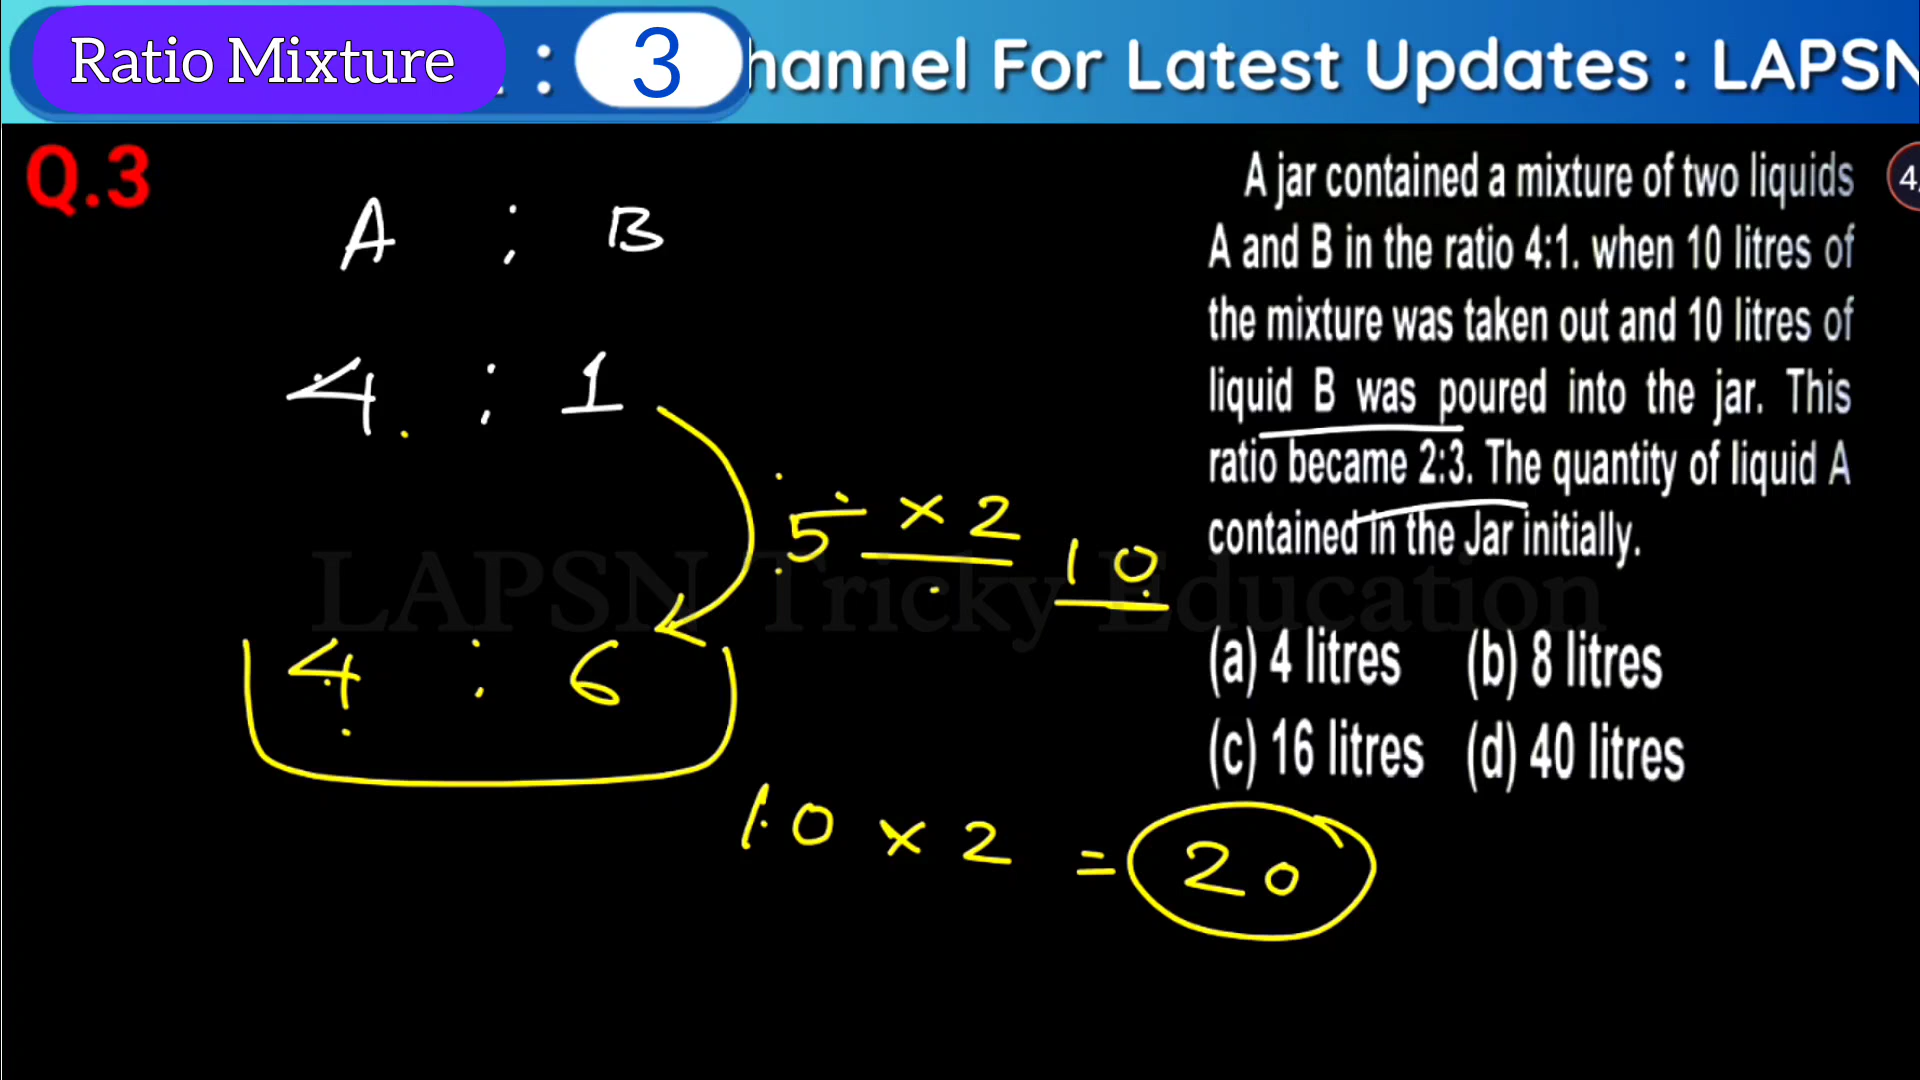 Ratio Mixture : 3 hannel For Latest Updates : LAPSN
Q.3
A : B
4 : 1
5 × 2
10
4 : 6
10 × 2 = 20
A jar contained a mixture of two liquids
A and B in the ratio 4:1. when 10 litres of
the mixture was taken out and 10 litres of
liquid B was poured into the jar. This
ratio became 2:3. The quantity of liquid A
contained in the Jar initially.
(a) 4 litres (b) 8 litres
(c) 16 litres (d) 40 litres
LAPSN Tricky Education
4